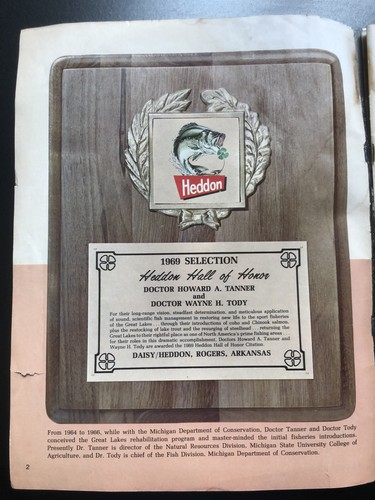 Heddon
1969 SELECTION
Heddon Hall of Honor
DOCTOR HOWARD A. TANNER
and
DOCTOR WAYNE H. TODY
For their long-range vision, steadfast determination, and meticulous application
of sound, scientific fish management in restoring new life to the sport fisheries
of the Great Lakes . . . through their introductions of coho and Chinook salmon,
plus the restocking of lake trout and the reviving of steelhead . . . returning the
Great Lakes to their rightful place as one of North America's prime fishing areas . . .
for their roles in this dramatic accomplishment, Doctors Howard A. Tanner and
Wayne H. Tody are awarded the 1969 Heddon Hall of Honor Citation.
DAISY/HEDDON, ROGERS, ARKANSAS
From 1964 to 1966, while with the Michigan Department of Conservation, Doctor Tanner and Doctor Tody
conceived the Great Lakes rehabilitation program and master-minded the initial fisheries introductions.
Presently Dr. Tanner is director of the Natural Resources Division, Michigan State University College of
Agriculture, and Dr. Tody is chief of the Fish Division, Michigan Department of Conservation.
2